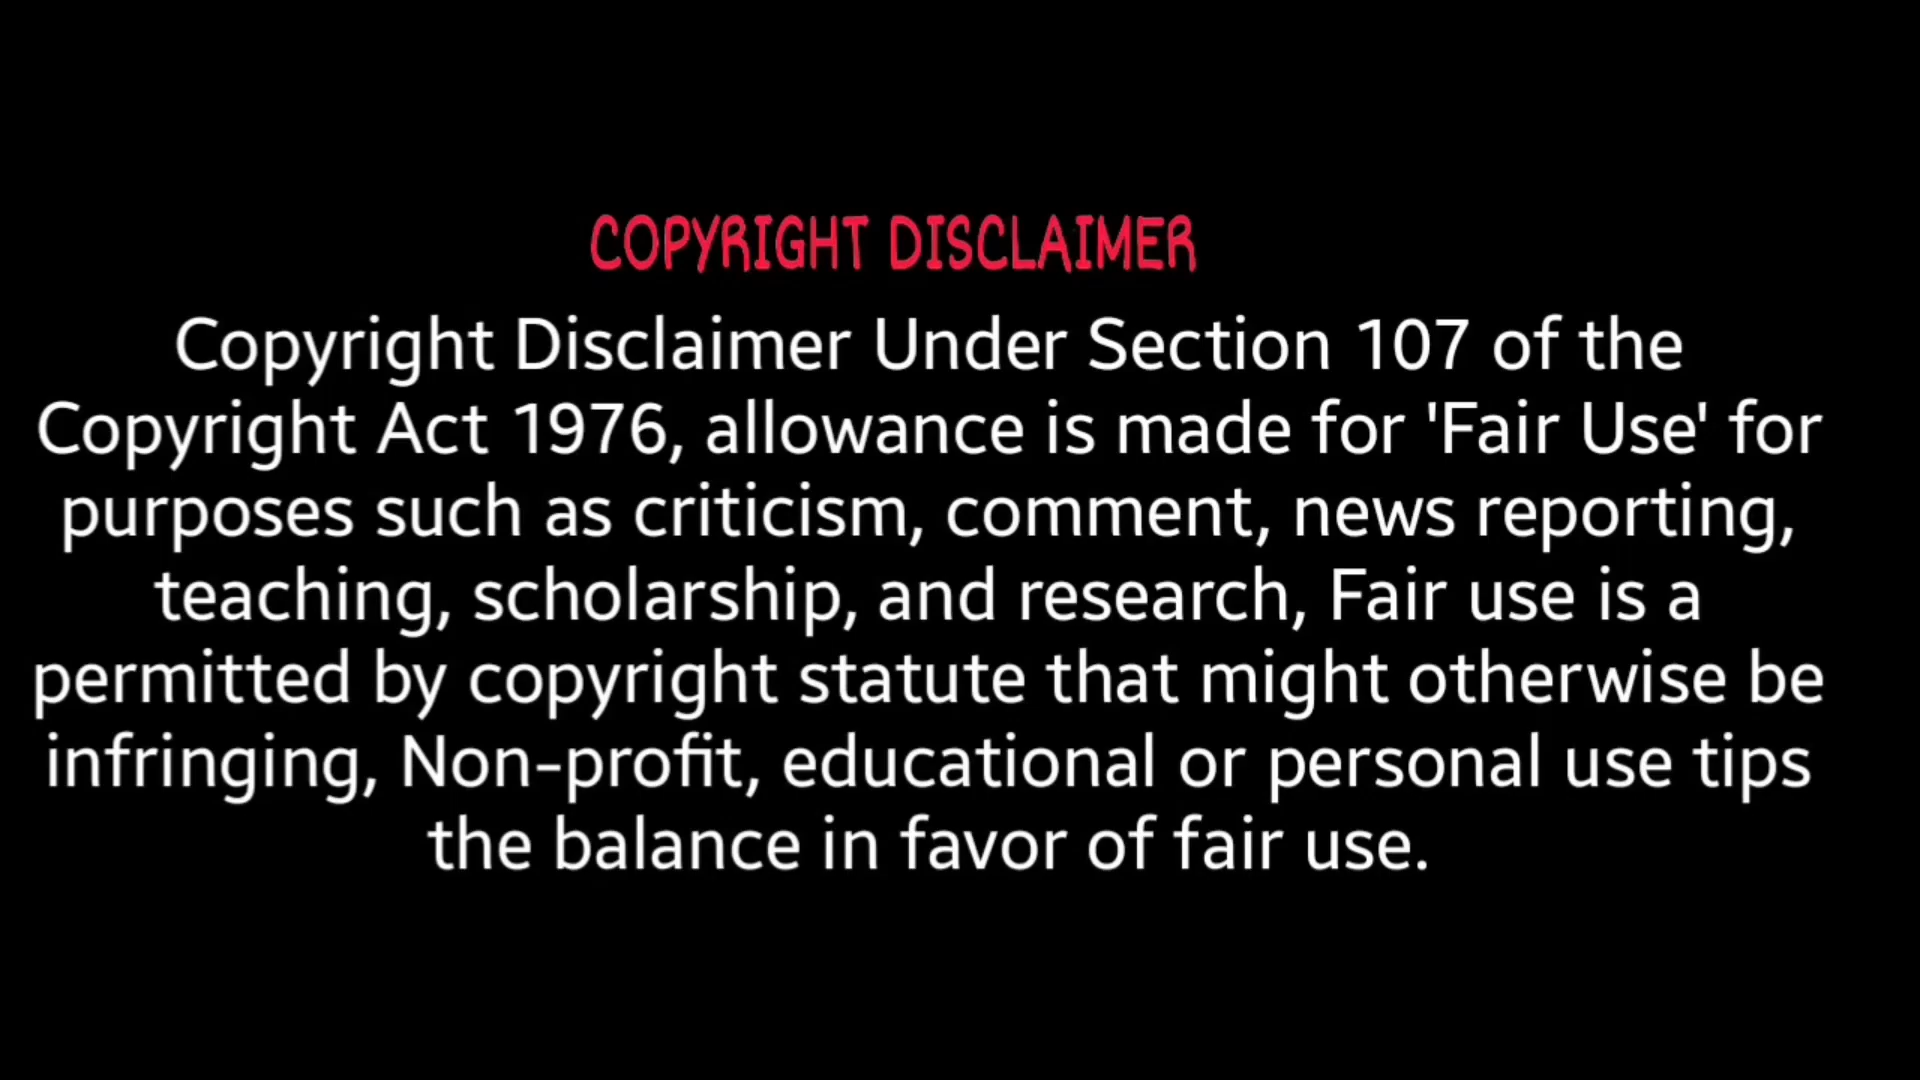 COPYRIGHT DISCLAIMER
Copyright Disclaimer Under Section 107 of the
Copyright Act 1976, allowance is made for 'Fair Use' for
purposes such as criticism, comment, news reporting,
teaching, scholarship, and research, Fair use is a
permitted by copyright statute that might otherwise be
infringing, Non-profit, educational or personal use tips
the balance in favor of fair use.